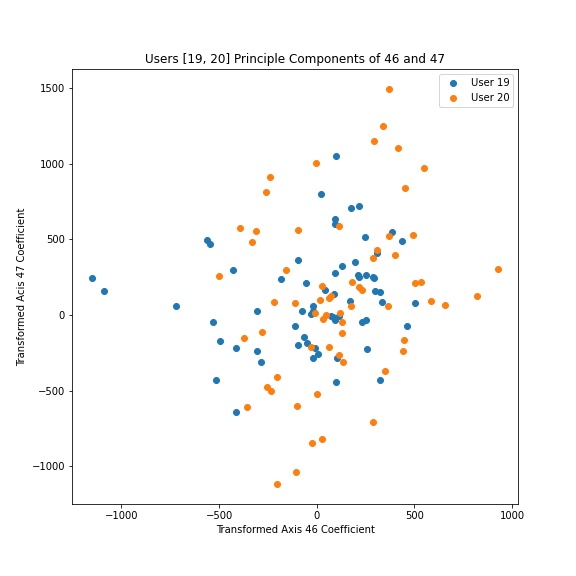 Users [19, 20] Principle Components of 46 and 47
User 19
User 20
1500
1000
500
0
−500
−1000
Transformed Acis 47 Coefficient
−1000
−500
0
500
1000
Transformed Axis 46 Coefficient